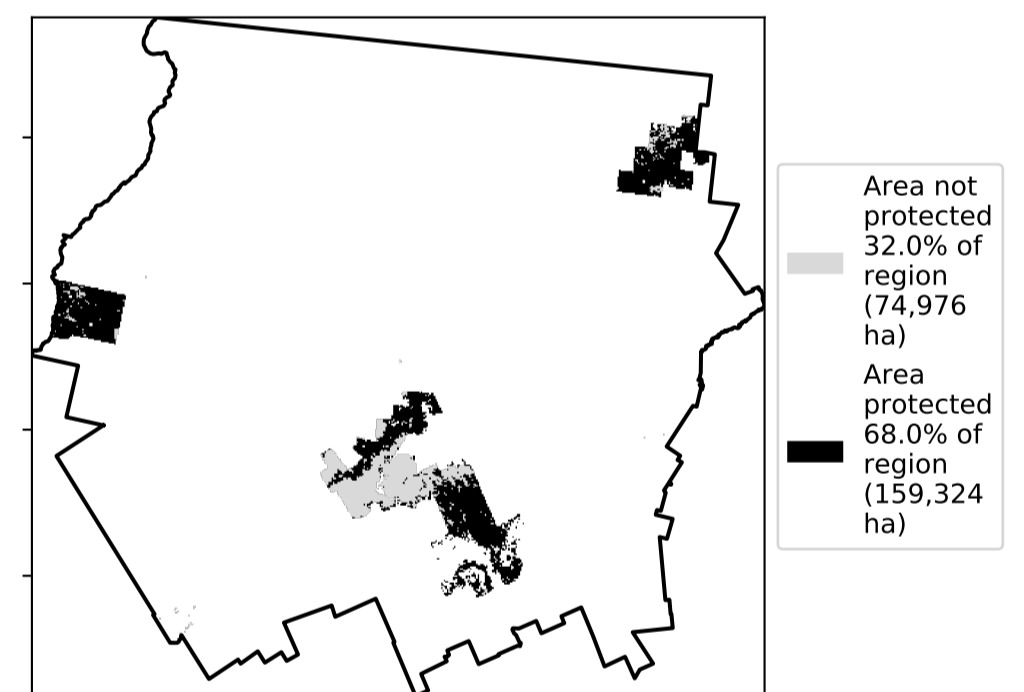 Area not
protected
32.0% of
region
(74,976
ha)
Area
protected
68.0% of
region
(159,324
ha)